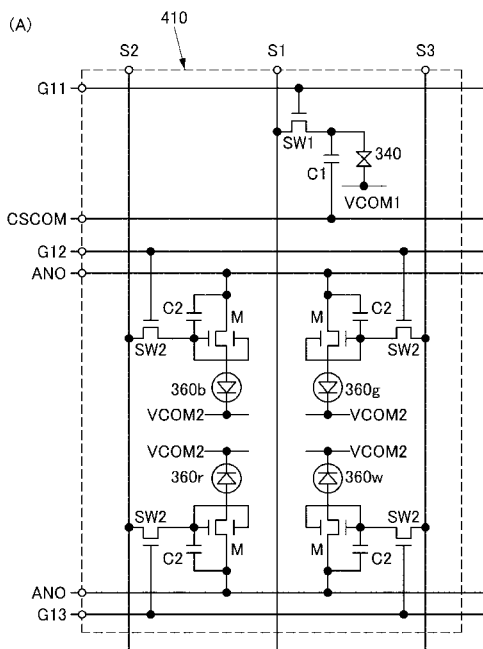 (A)
410
S2 S1 S3
G11
SW1
340
C1
VCOM1
CSCOM
G12
ANO
C2 M M C2
SW2 SW2
360b 360g
VCOM2 VCOM2
VCOM2 VCOM2
360r 360w
SW2 SW2
C2 M M C2
ANO
G13